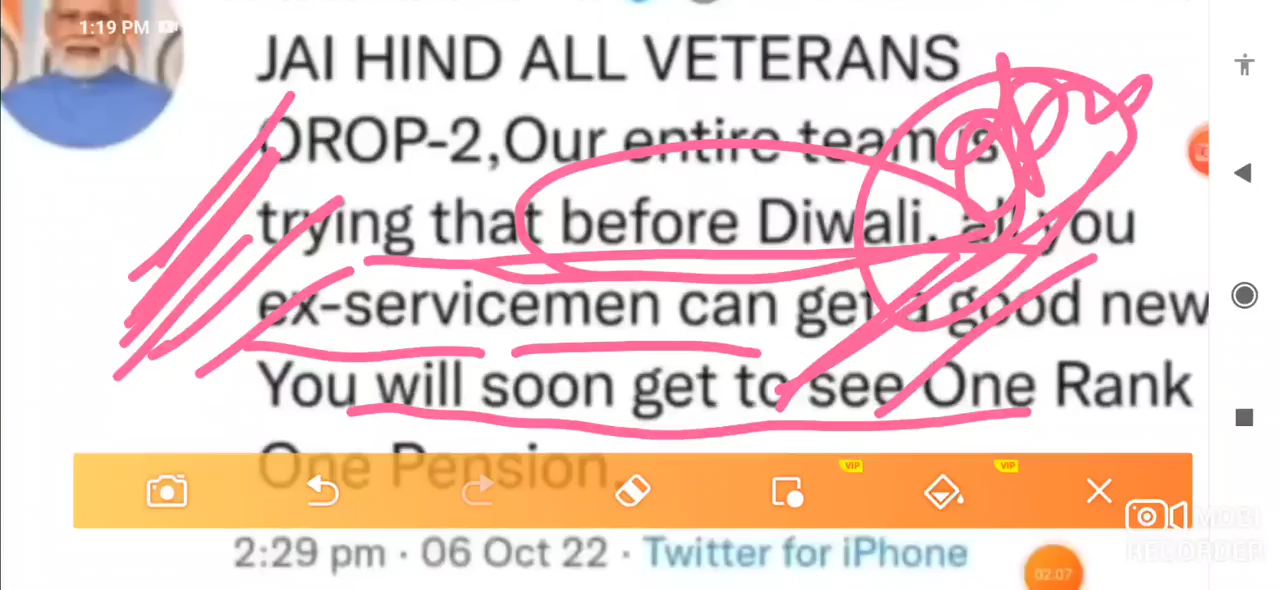 1:19 PM
JAI HIND ALL VETERANS
OROP-2,Our entire team is
trying that before Diwali, all you
ex-servicemen can get a good new
You will soon get to see One Rank
One Pension.
VIP
VIP
MOBI
RECORDER
2:29 pm · 06 Oct 22 · Twitter for iPhone
02:07